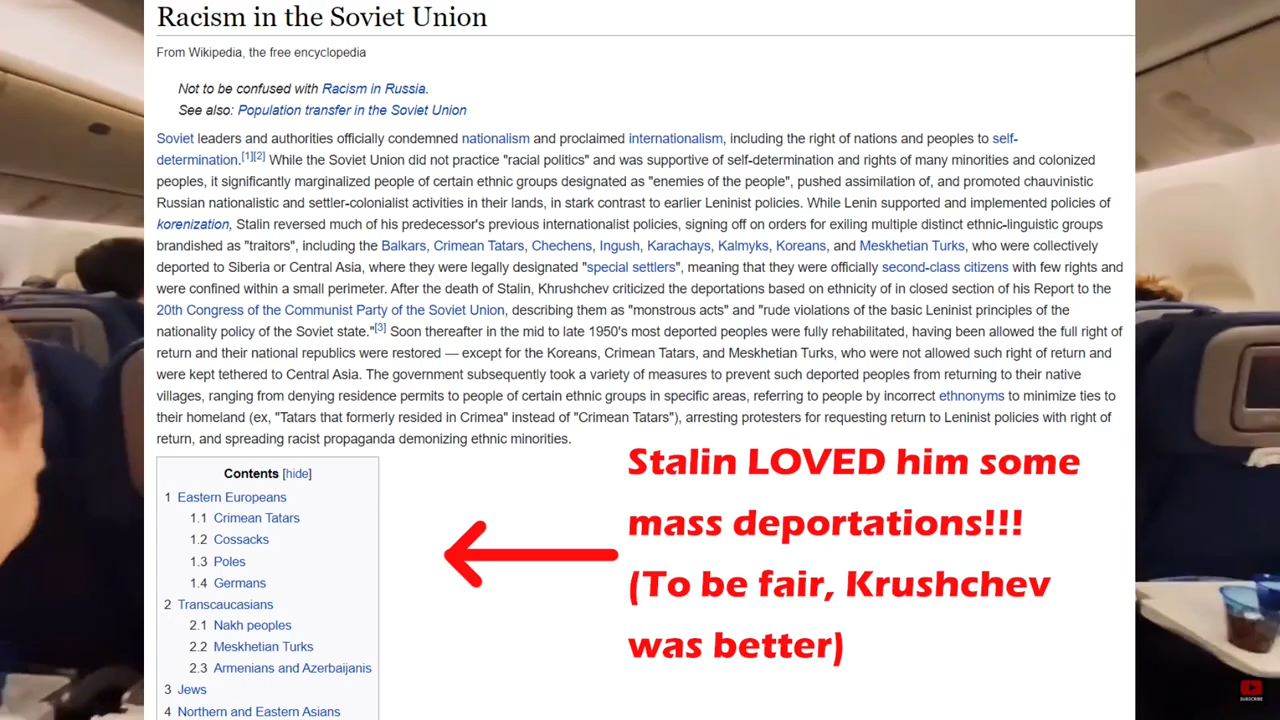 Racism in the Soviet Union
From Wikipedia, the free encyclopedia
Not to be confused with Racism in Russia.
See also: Population transfer in the Soviet Union
Soviet leaders and authorities officially condemned nationalism and proclaimed internationalism, including the right of nations and peoples to self-
determination.[1][2] While the Soviet Union did not practice "racial politics" and was supportive of self-determination and rights of many minorities and colonized
peoples, it significantly marginalized people of certain ethnic groups designated as "enemies of the people", pushed assimilation of, and promoted chauvinistic
Russian nationalistic and settler-colonialist activities in their lands, in stark contrast to earlier Leninist policies. While Lenin supported and implemented policies of
korenization, Stalin reversed much of his predecessor's previous internationalist policies, signing off on orders for exiling multiple distinct ethnic-linguistic groups
brandished as "traitors", including the Balkars, Crimean Tatars, Chechens, Ingush, Karachays, Kalmyks, Koreans, and Meskhetian Turks, who were collectively
deported to Siberia or Central Asia, where they were legally designated "special settlers", meaning that they were officially second-class citizens with few rights and
were confined within a small perimeter. After the death of Stalin, Khrushchev criticized the deportations based on ethnicity of in closed section of his Report to the
20th Congress of the Communist Party of the Soviet Union, describing them as "monstrous acts" and "rude violations of the basic Leninist principles of the
nationality policy of the Soviet state."[3] Soon thereafter in the mid to late 1950's most deported peoples were fully rehabilitated, having been allowed the full right of
return and their national republics were restored — except for the Koreans, Crimean Tatars, and Meskhetian Turks, who were not allowed such right of return and
were kept tethered to Central Asia. The government subsequently took a variety of measures to prevent such deported peoples from returning to their native
villages, ranging from denying residence permits to people of certain ethnic groups in specific areas, referring to people by incorrect ethnonyms to minimize ties to
their homeland (ex, "Tatars that formerly resided in Crimea" instead of "Crimean Tatars"), arresting protesters for requesting return to Leninist policies with right of
return, and spreading racist propaganda demonizing ethnic minorities.
Contents [hide]
1 Eastern Europeans
1.1 Crimean Tatars
1.2 Cossacks
1.3 Poles
1.4 Germans
2 Transcaucasians
2.1 Nakh peoples
2.2 Meskhetian Turks
2.3 Armenians and Azerbaijanis
3 Jews
4 Northern and Eastern Asians
Stalin LOVED him some
mass deportations!!!
(To be fair, Krushchev
was better)
SUBSCRIBE